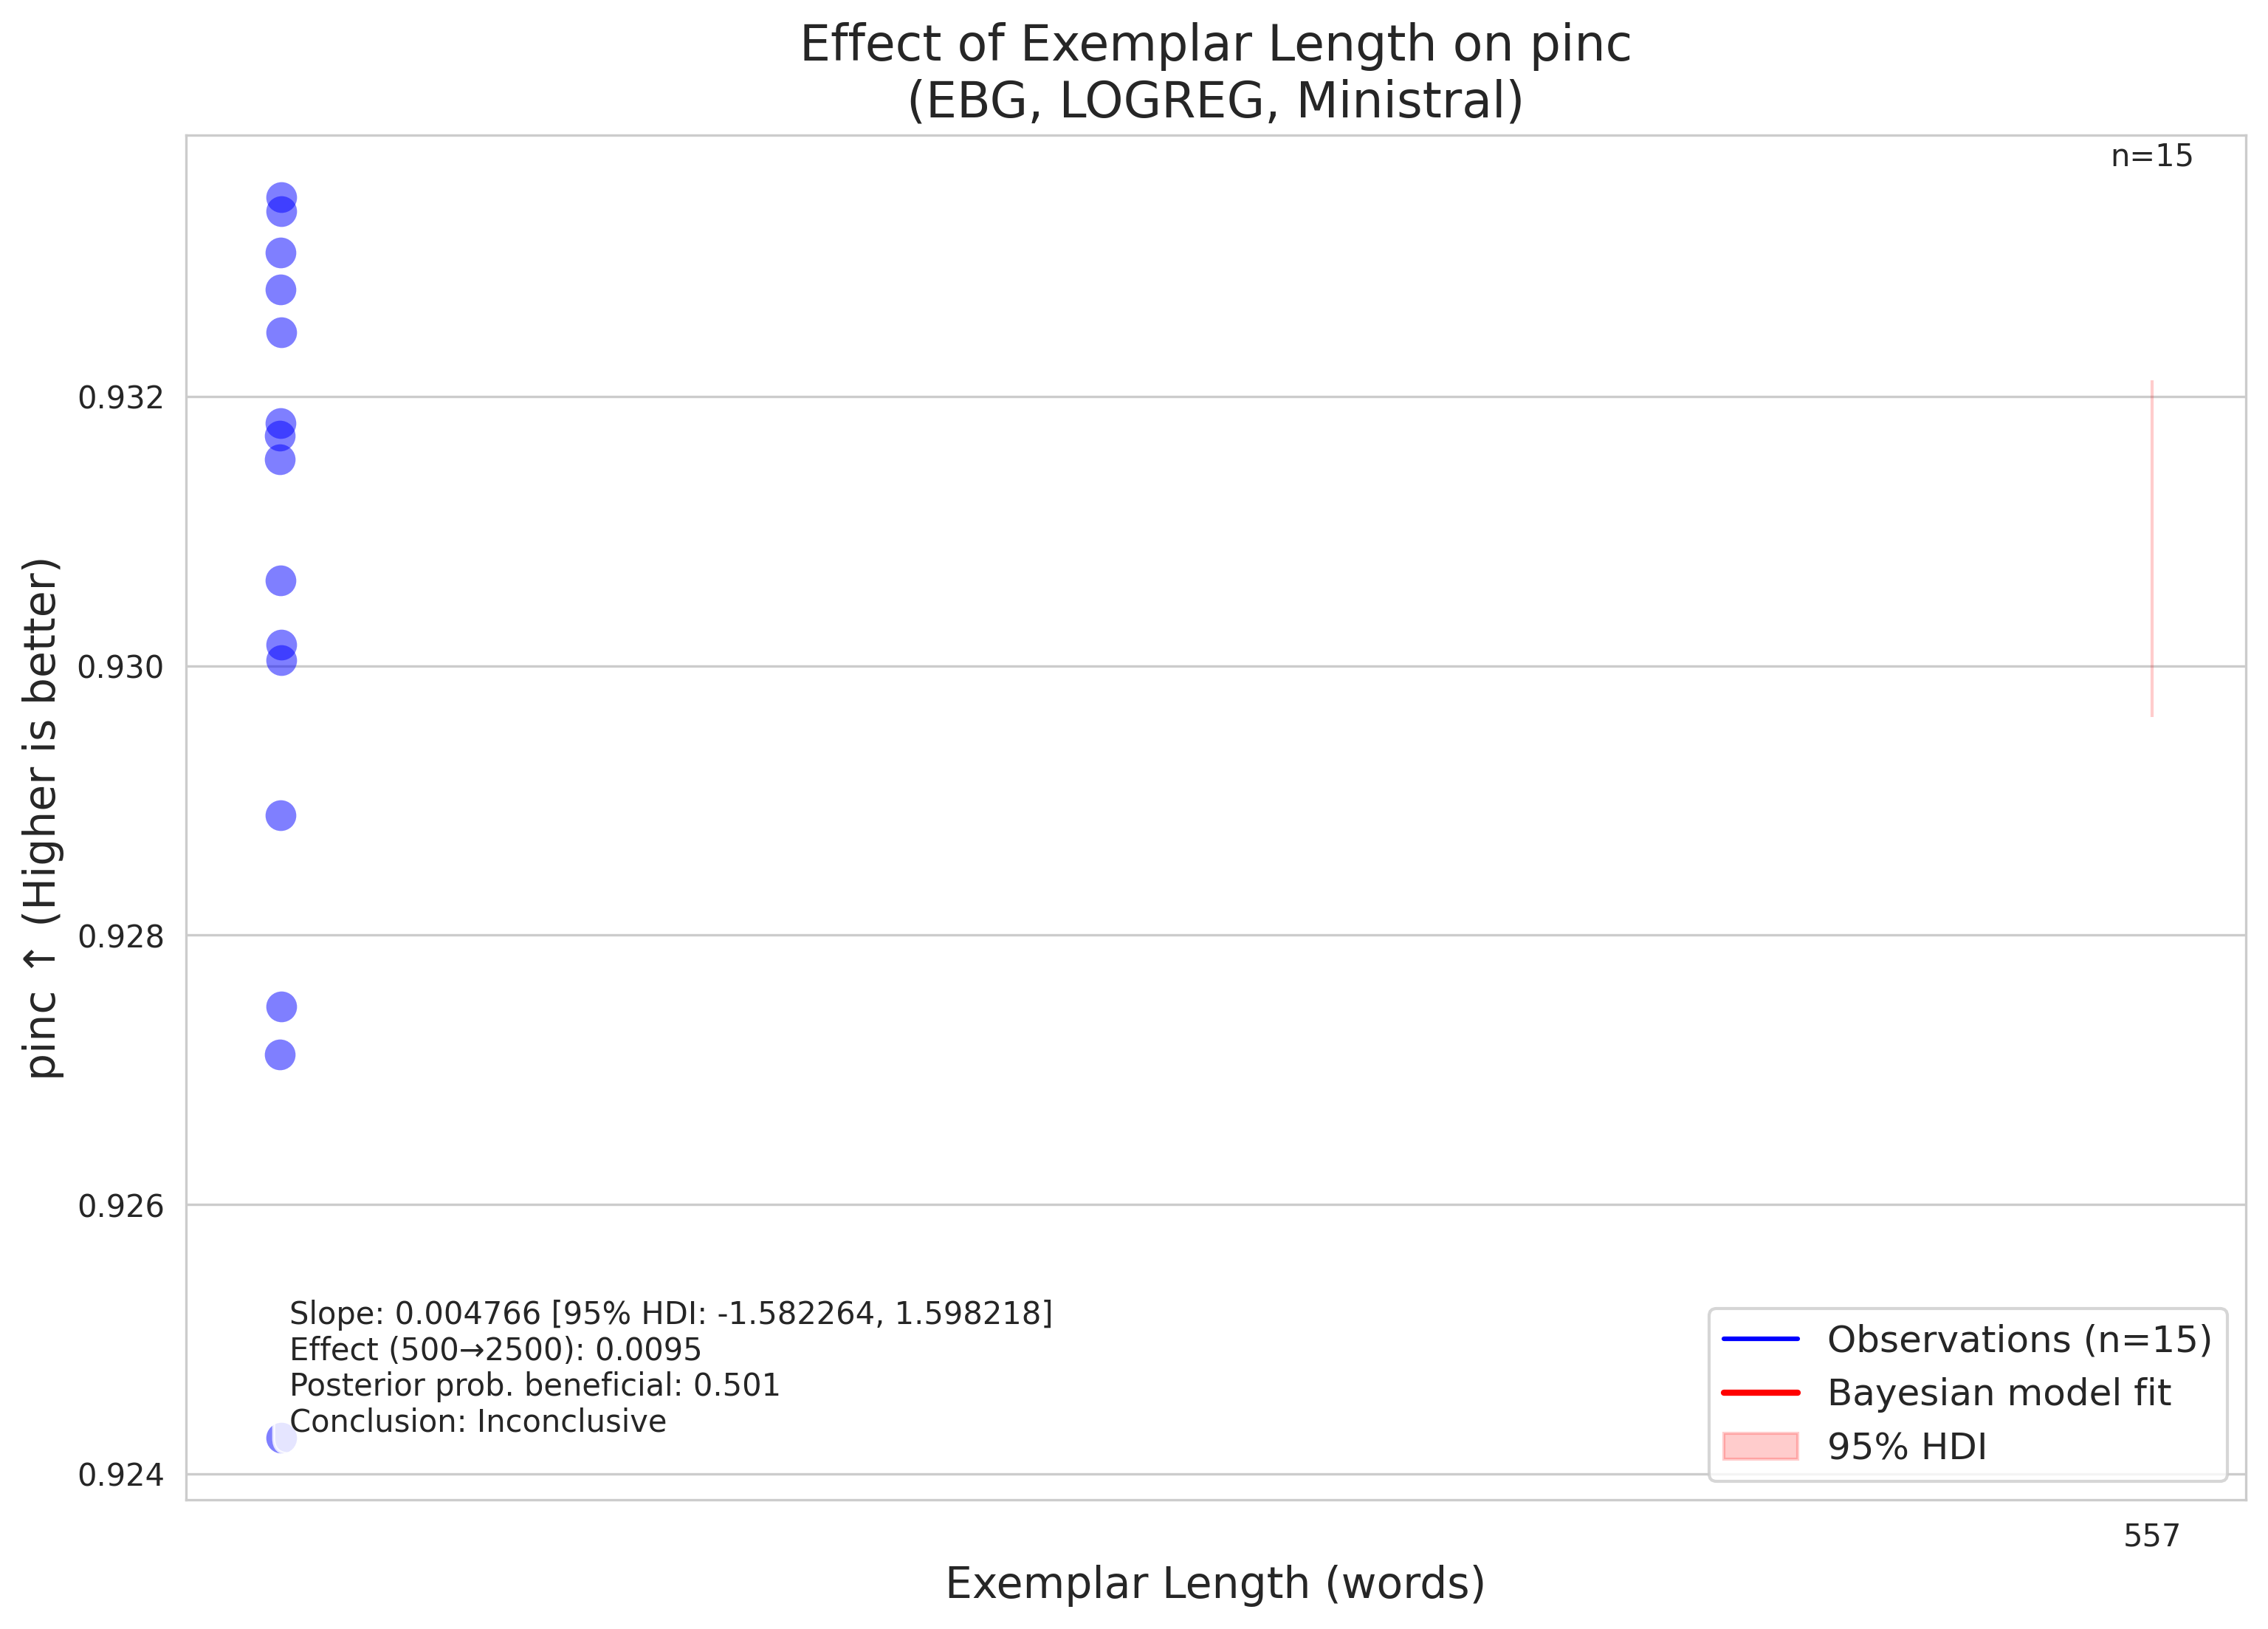 Effect of Exemplar Length on pinc
(EBG, LOGREG, Ministral)
n=15
pinc ↑ (Higher is better)
0.932
0.930
0.928
0.926
0.924
Slope: 0.004766 [95% HDI: -1.582264, 1.598218]
Effect (500→2500): 0.0095
Posterior prob. beneficial: 0.501
Conclusion: Inconclusive
Observations (n=15)
Bayesian model fit
95% HDI
557
Exemplar Length (words)